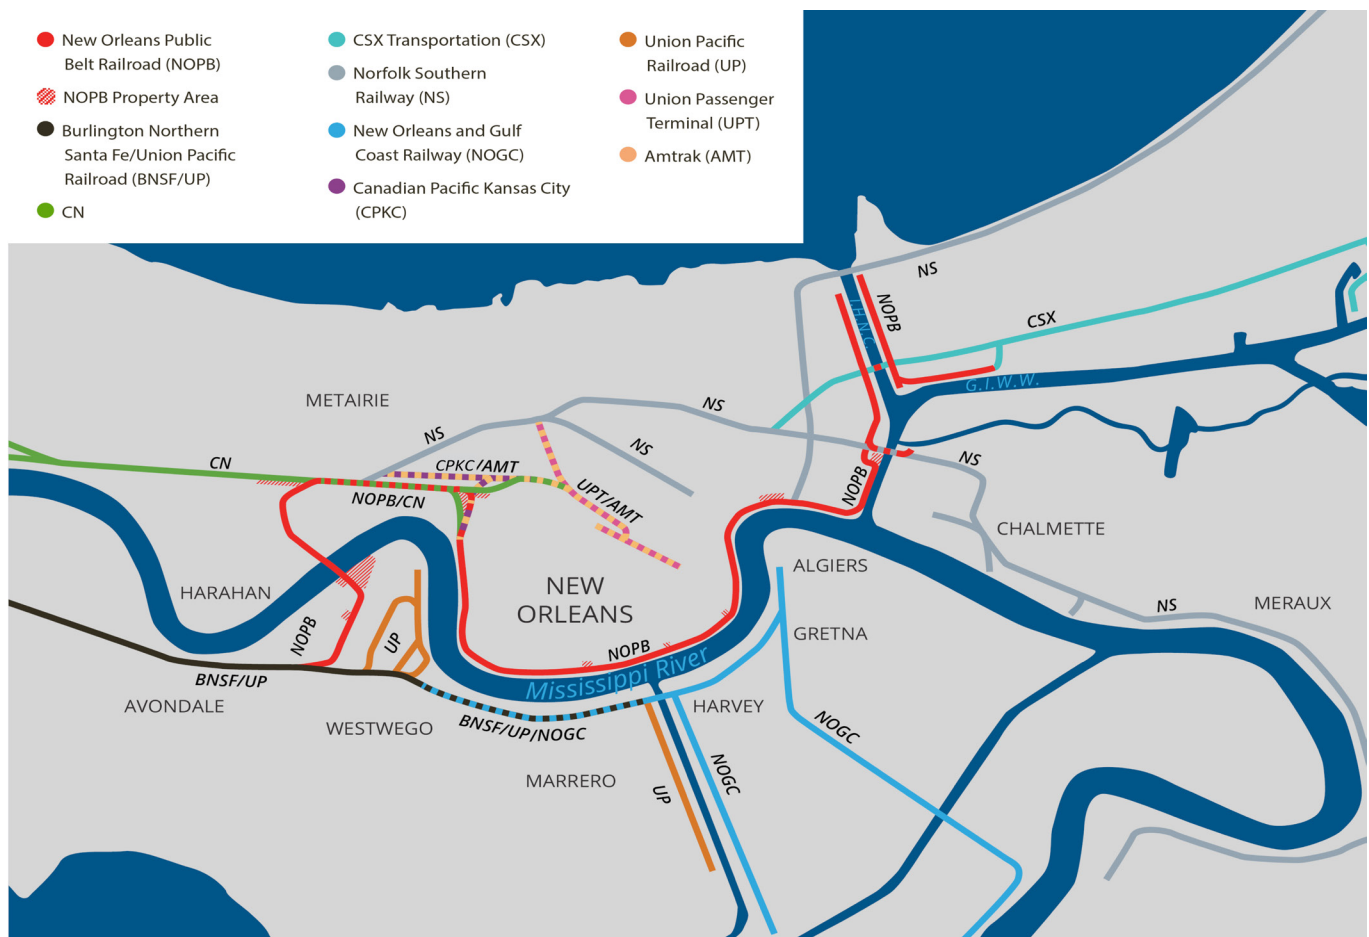 New Orleans Public
Belt Railroad (NOPB)
NOPB Property Area
Burlington Northern
Santa Fe/Union Pacific
Railroad (BNSF/UP)
CN
CSX Transportation (CSX)
Norfolk Southern
Railway (NS)
New Orleans and Gulf
Coast Railway (NOGC)
Canadian Pacific Kansas City
(CPKC)
Union Pacific
Railroad (UP)
Union Passenger
Terminal (UPT)
Amtrak (AMT)
NS
NOPB
I.H.N.C.
CSX
G.I.W.W.
METAIRIE
NS
NS
NS
CN
CPKC/AMT
NOPB/CN
UPT/AMT
NOPB
NS
CHALMETTE
ALGIERS
HARAHAN
NEW
ORLEANS
NS
MERAUX
GRETNA
NOPB
UP
NOPB
Mississippi River
BNSF/UP
AVONDALE
WESTWEGO
BNSF/UP/NOGC
HARVEY
NOGC
MARRERO
UP
NOGC